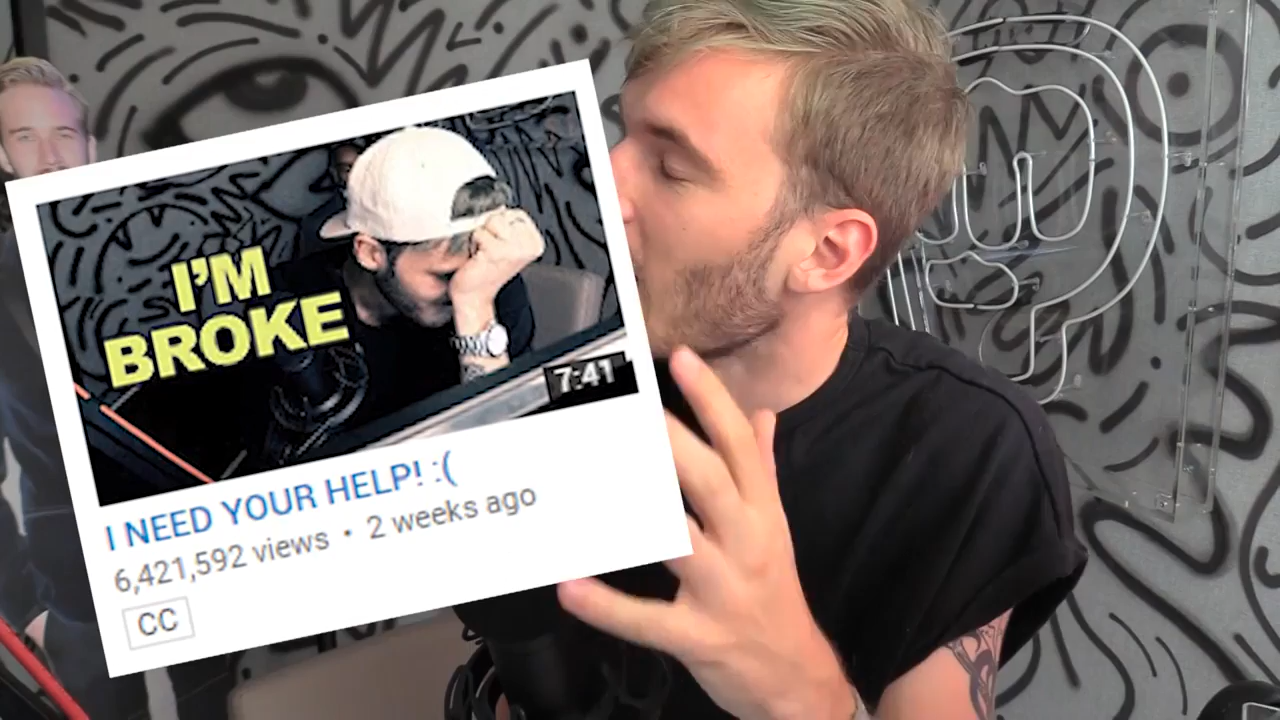 I'M
BROKE
7:41
I NEED YOUR HELP! :(
6,421,592 views • 2 weeks ago
CC